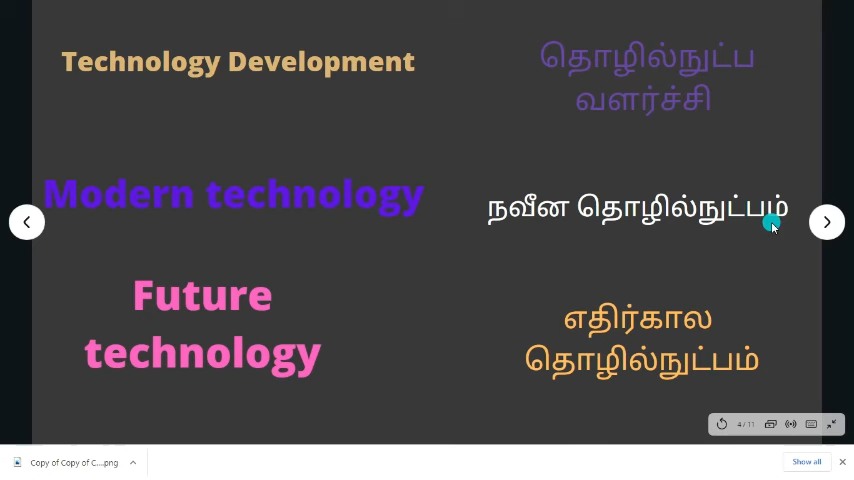 Technology Development
தொழில்நுட்ப
வளர்ச்சி
Modern technology
நவீன தொழில்நுட்பம்
Future
technology
எதிர்கால
தொழில்நுட்பம்
4 / 11
Copy of Copy of C....png
Show all